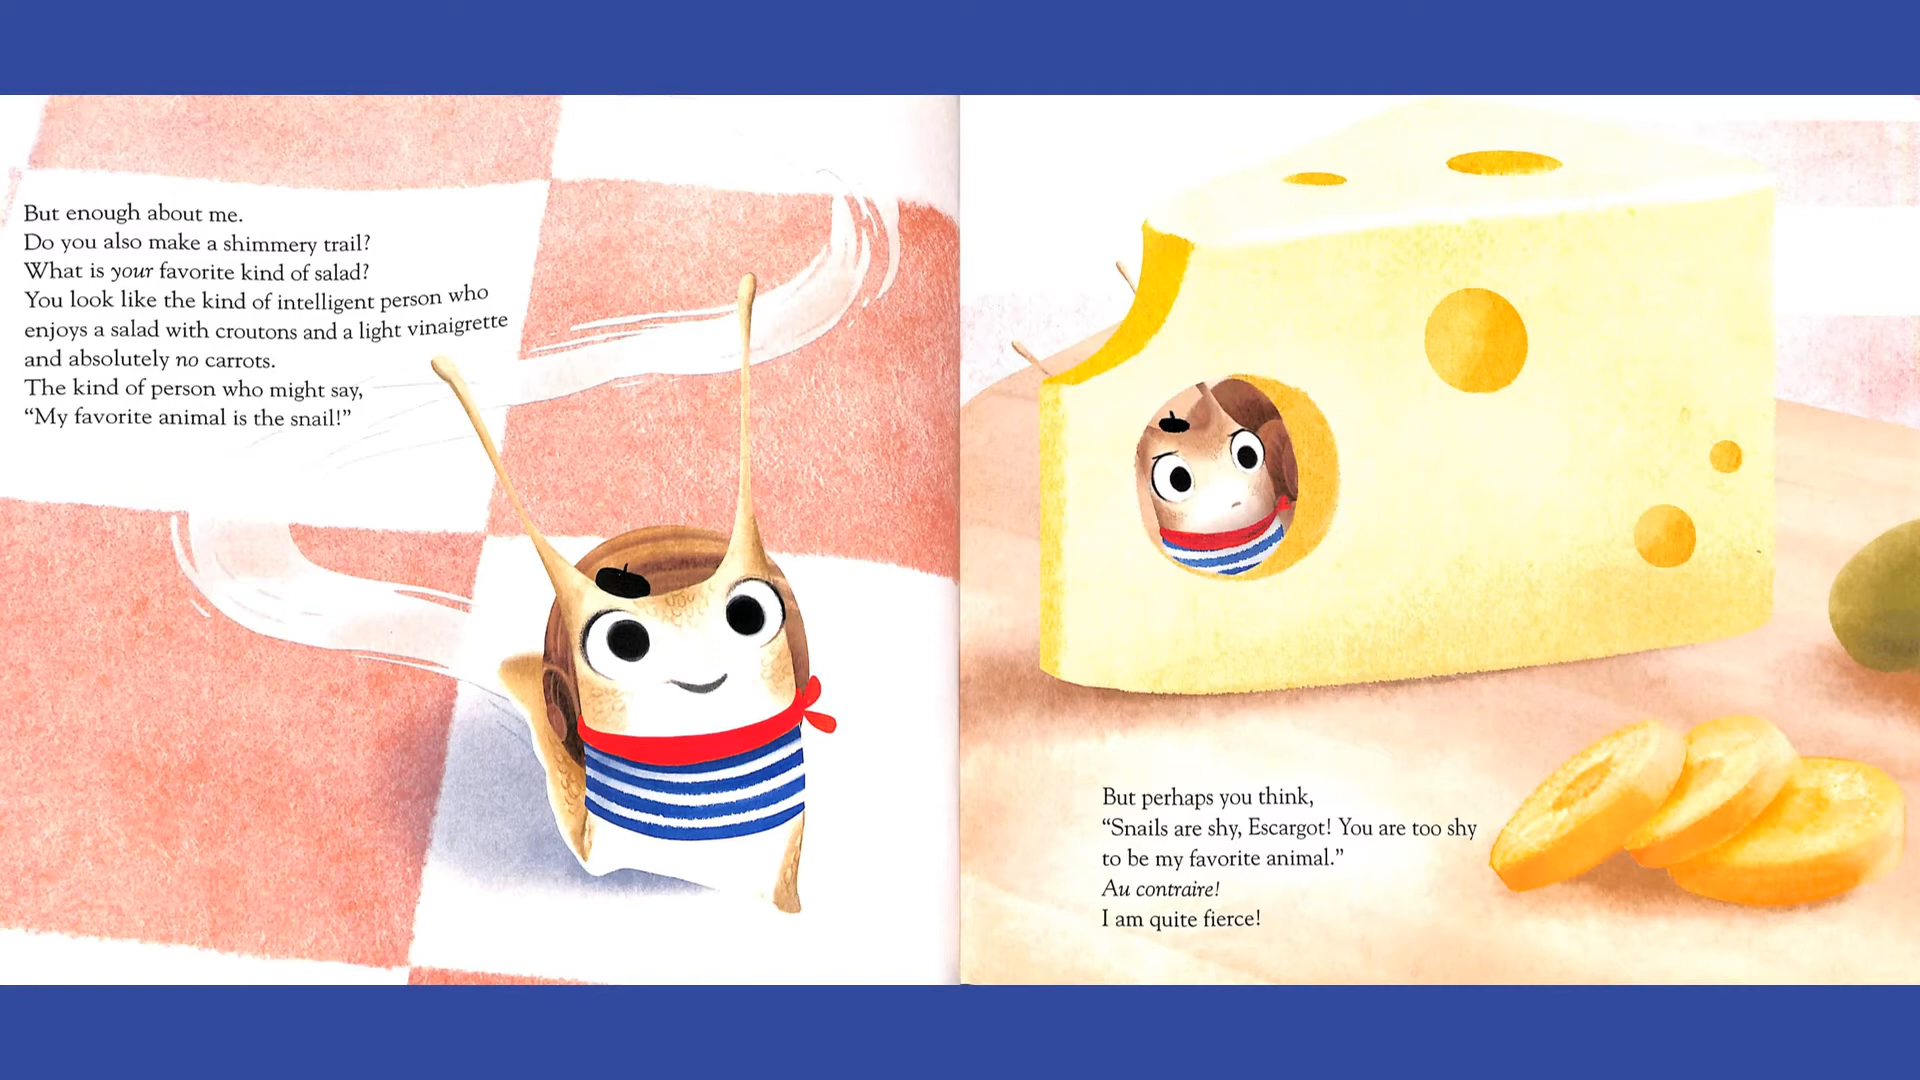 But enough about me.
Do you also make a shimmery trail?
What is your favorite kind of salad?
You look like the kind of intelligent person who
enjoys a salad with croutons and a light vinaigrette
and absolutely no carrots.
The kind of person who might say,
“My favorite animal is the snail!”
But perhaps you think,
“Snails are shy, Escargot! You are too shy
to be my favorite animal.”
Au contraire!
I am quite fierce!